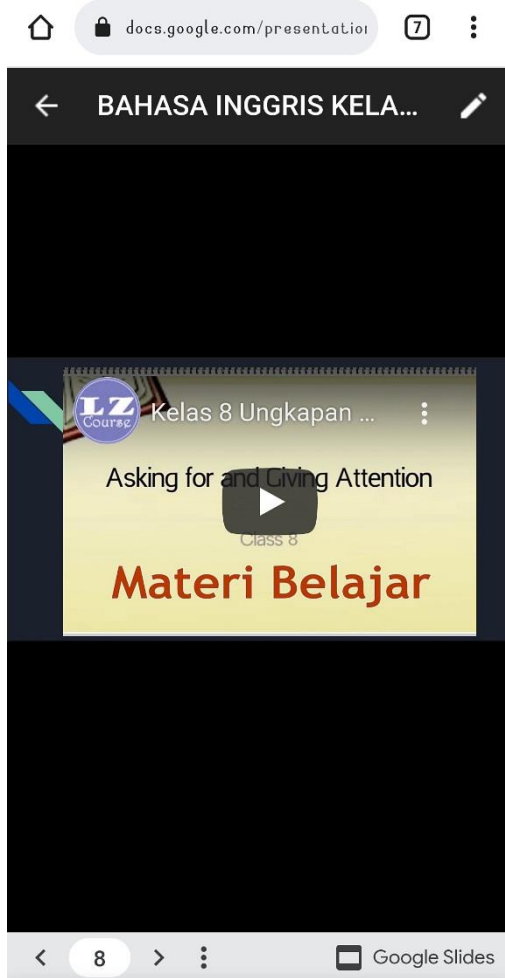 docs.google.com/presentation
7
BAHASA INGGRIS KELA...
LZ
Course
Kelas 8 Ungkapan ...
Asking for and Giving Attention
Class 8
Materi Belajar
8
Google Slides